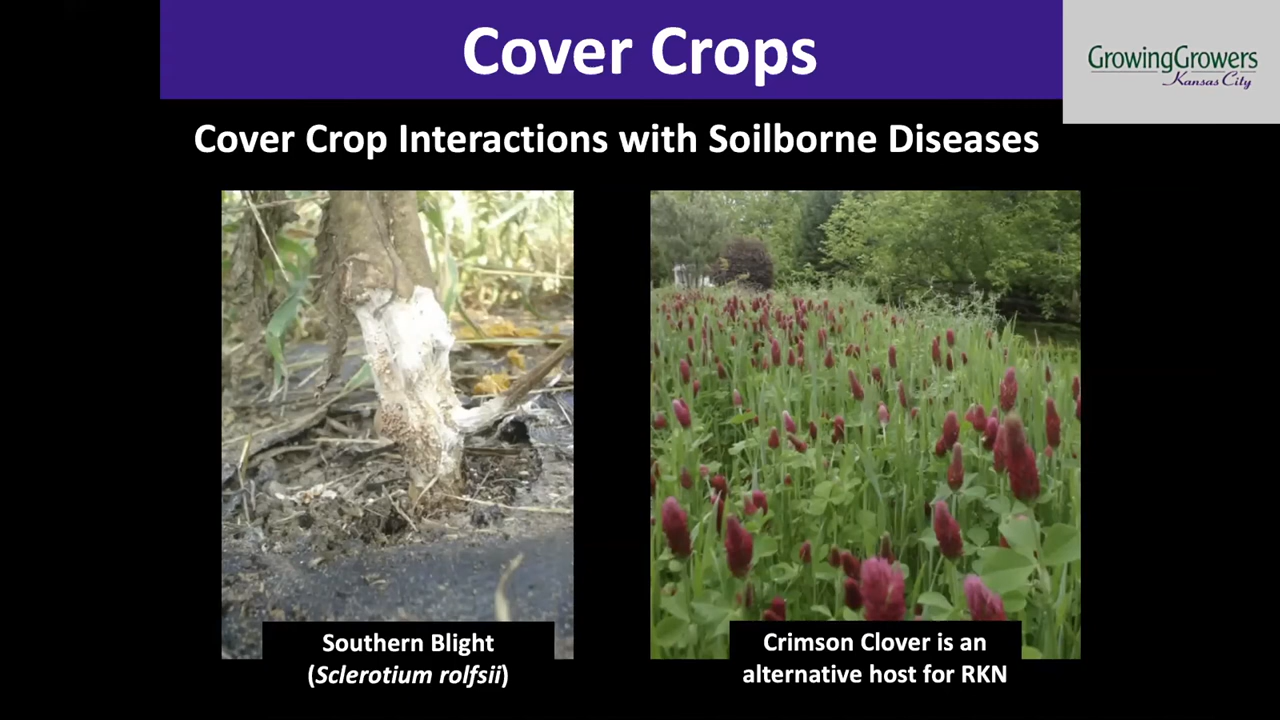 Cover Crops
GrowingGrowers
Kansas City
Cover Crop Interactions with Soilborne Diseases
Southern Blight
(Sclerotium rolfsii)
Crimson Clover is an
alternative host for RKN